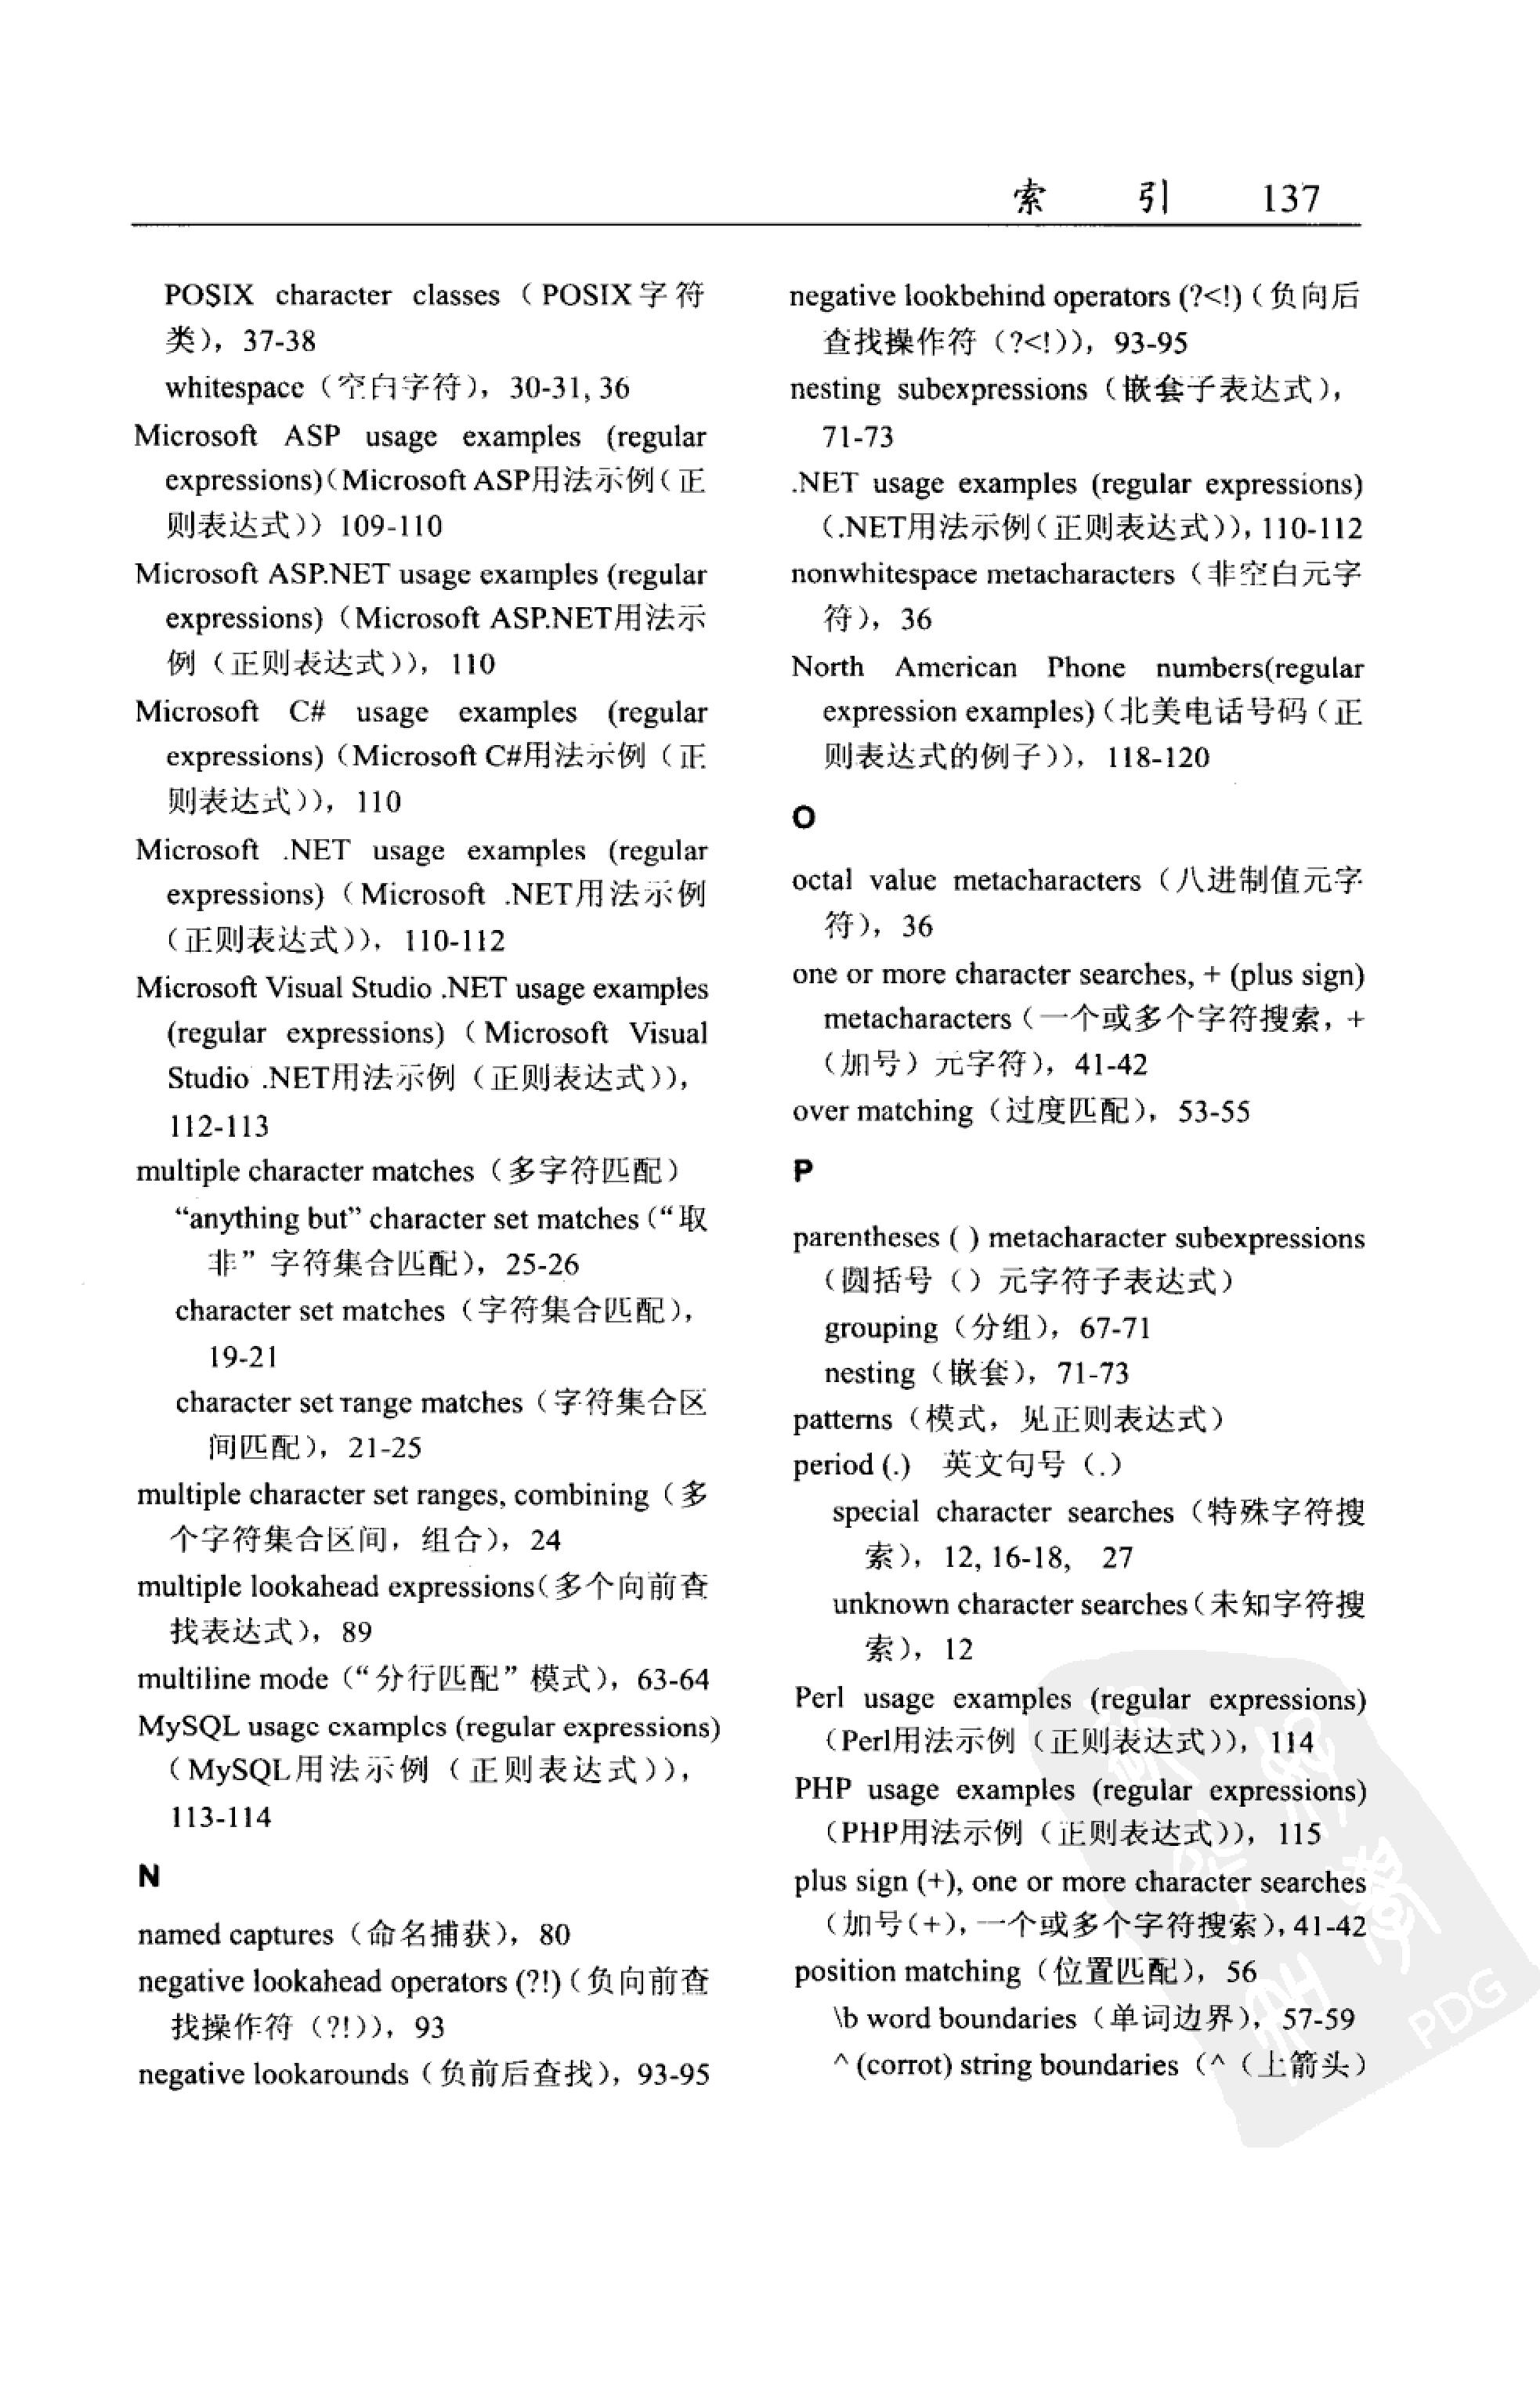 索 引 137
POSIX character classes（POSIX字符
类），37-38
whitespace（空白字符），30-31, 36
Microsoft ASP usage examples (regular
expressions)（Microsoft ASP用法示例（正
则表达式））109-110
Microsoft ASP.NET usage examples (regular
expressions)（Microsoft ASP.NET用法示
例（正则表达式）），110
Microsoft C# usage examples (regular
expressions)（Microsoft C#用法示例（正
则表达式）），110
Microsoft .NET usage examples (regular
expressions)（Microsoft .NET用法示例
（正则表达式）），110-112
Microsoft Visual Studio .NET usage examples
(regular expressions)（Microsoft Visual
Studio .NET用法示例（正则表达式）），
112-113
multiple character matches（多字符匹配）
“anything but” character set matches（“取
非”字符集合匹配），25-26
character set matches（字符集合匹配），
19-21
character set range matches（字符集合区
间匹配），21-25
multiple character set ranges, combining（多
个字符集合区间，组合），24
multiple lookahead expressions（多个向前查
找表达式），89
multiline mode（“分行匹配”模式），63-64
MySQL usage examples (regular expressions)
（MySQL用法示例（正则表达式）），
113-114
N
named captures（命名捕获），80
negative lookahead operators (?!)（负向前查
找操作符（?!）），93
negative lookarounds（负前后查找），93-95
negative lookbehind operators (?<!)（负向后
查找操作符（?<!）），93-95
nesting subexpressions（嵌套子表达式），
71-73
.NET usage examples (regular expressions)
（.NET用法示例（正则表达式）），110-112
nonwhitespace metacharacters（非空白元字
符），36
North American Phone numbers(regular
expression examples)（北美电话号码（正
则表达式的例子）），118-120
O
octal value metacharacters（八进制值元字
符），36
one or more character searches, + (plus sign)
metacharacters（一个或多个字符搜索，+
（加号）元字符），41-42
over matching（过度匹配），53-55
P
parentheses ( ) metacharacter subexpressions
（圆括号（）元字符子表达式）
grouping（分组），67-71
nesting（嵌套），71-73
patterns（模式，见正则表达式）
period (.) 英文句号（.）
special character searches（特殊字符搜
索），12, 16-18, 27
unknown character searches（未知字符搜
索），12
Perl usage examples (regular expressions)
（Perl用法示例（正则表达式）），114
PHP usage examples (regular expressions)
（PHP用法示例（正则表达式）），115
plus sign (+), one or more character searches
（加号(+)，一个或多个字符搜索），41-42
position matching（位置匹配），56
\b word boundaries（单词边界），57-59
^ (corrot) string boundaries（^（上箭头）
PDG